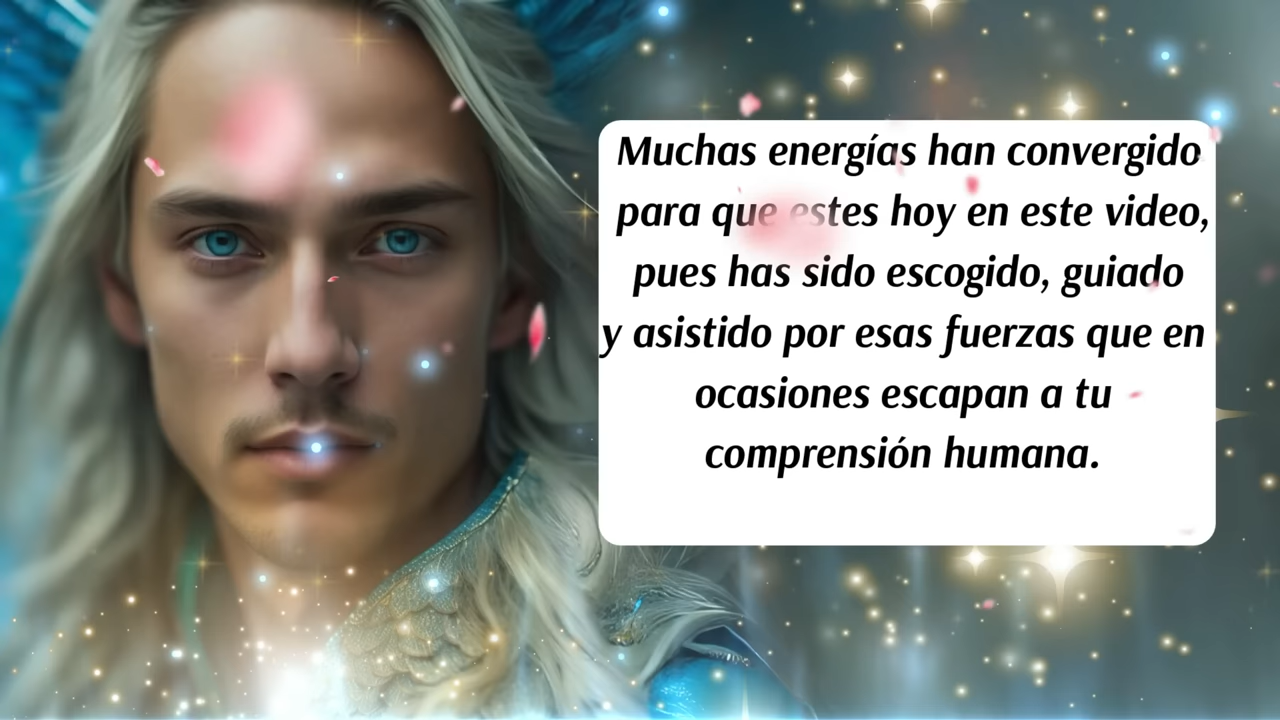 Muchas energías han convergido
para que estes hoy en este video,
pues has sido escogido, guiado
y asistido por esas fuerzas que en
ocasiones escapan a tu
comprensión humana.